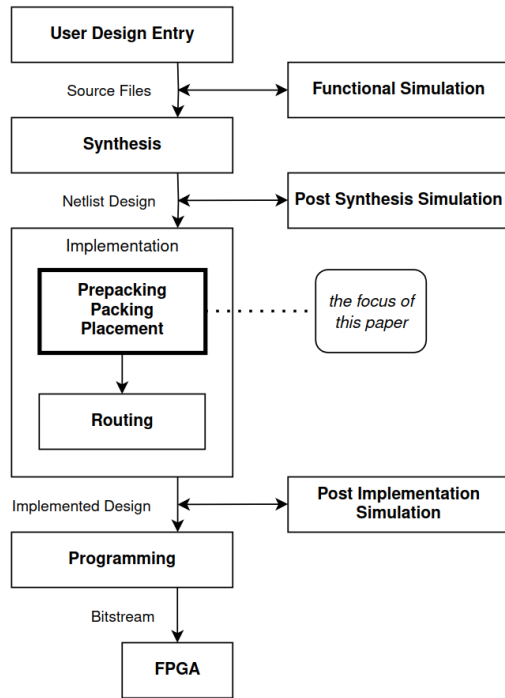 User Design Entry
Source Files
Functional Simulation
Synthesis
Netlist Design
Post Synthesis Simulation
Implementation
Prepacking
Packing
Placement
the focus of
this paper
Routing
Implemented Design
Post Implementation
Simulation
Programming
Bitstream
FPGA